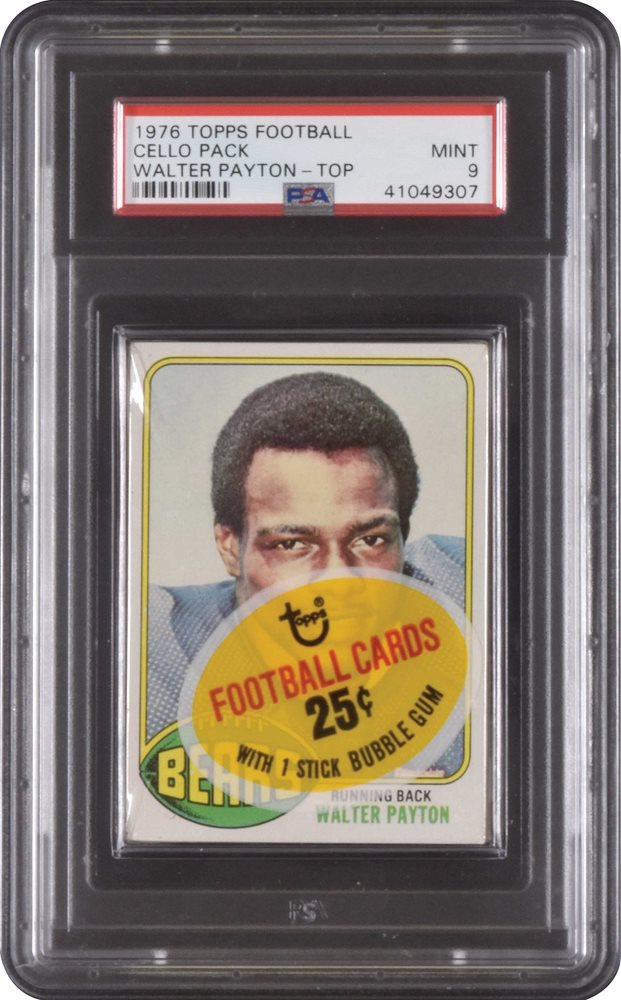 1976 TOPPS FOOTBALL
CELLO PACK MINT
WALTER PAYTON - TOP 9
PSA 41049307
Topps®
FOOTBALL CARDS
25¢
WITH 1 STICK BUBBLE GUM
BEARS
RUNNING BACK
WALTER PAYTON
PSA